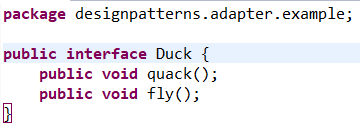 package designpatterns.adapter.example;
public interface Duck {
    public void quack();
    public void fly();
}